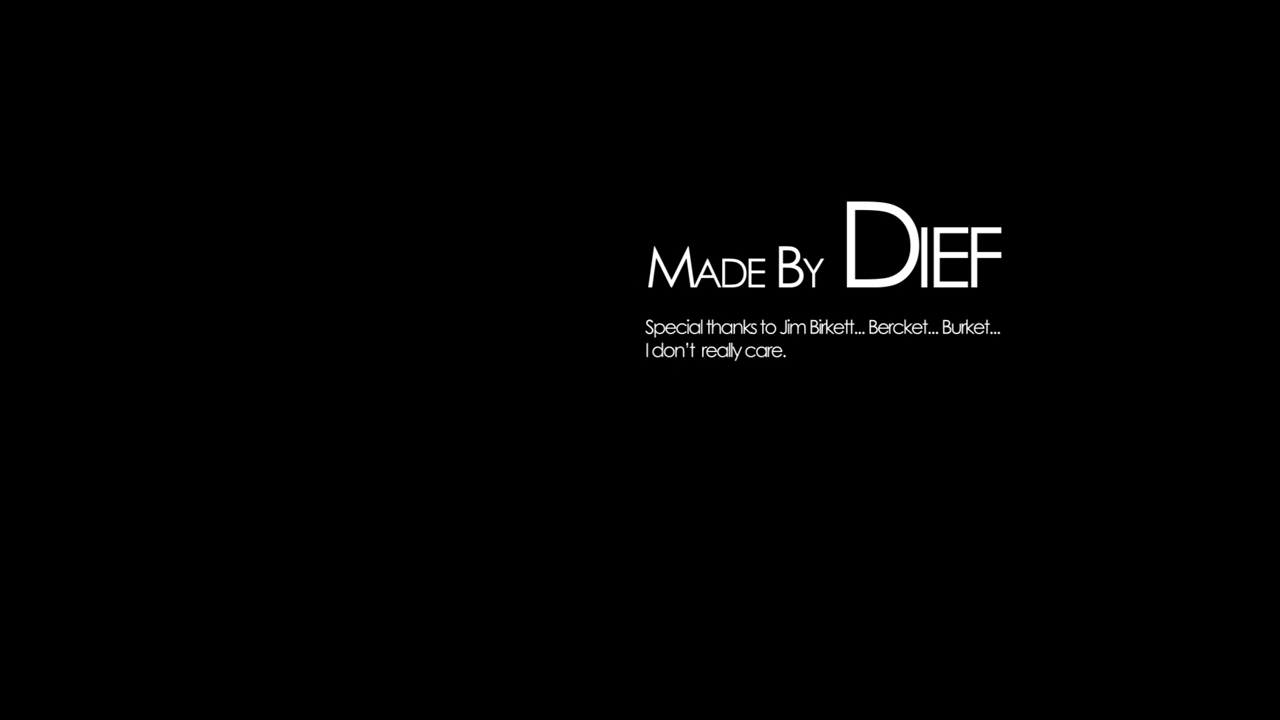 Made By Dief
Special thanks to Jim Birkett... Bercket... Burket...
I don't really care.